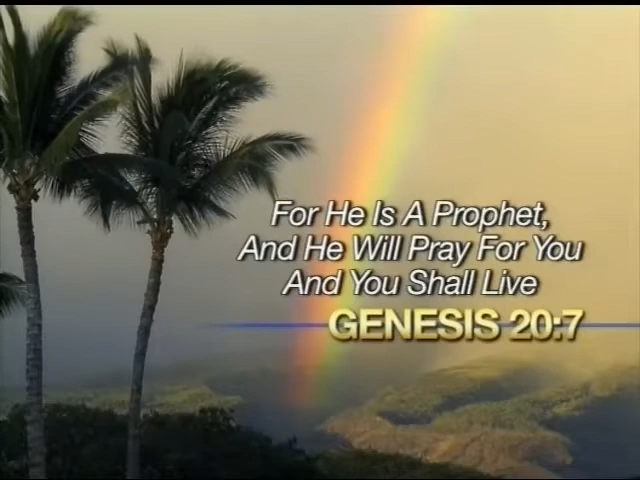 For He Is A Prophet,
And He Will Pray For You
And You Shall Live
GENESIS 20:7